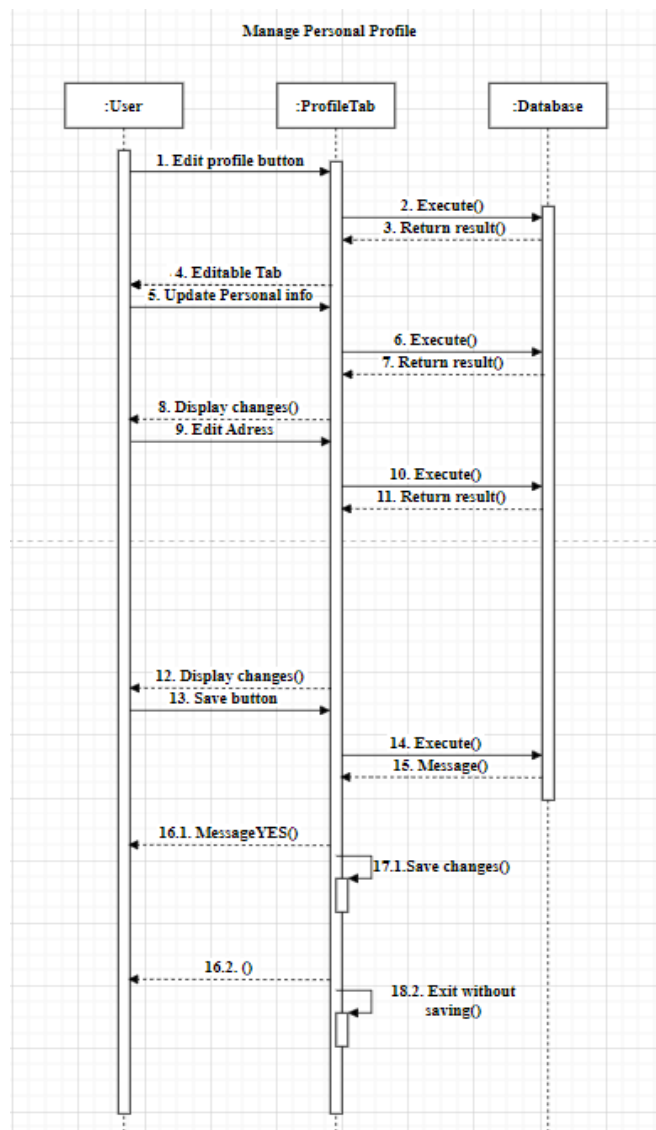 Manage Personal Profile
:User
:ProfileTab
:Database
1. Edit profile button
2. Execute()
3. Return result()
4. Editable Tab
5. Update Personal info
6. Execute()
7. Return result()
8. Display changes()
9. Edit Adress
10. Execute()
11. Return result()
12. Display changes()
13. Save button
14. Execute()
15. Message()
16.1. MessageYES()
17.1.Save changes()
16.2. ()
18.2. Exit without
saving()